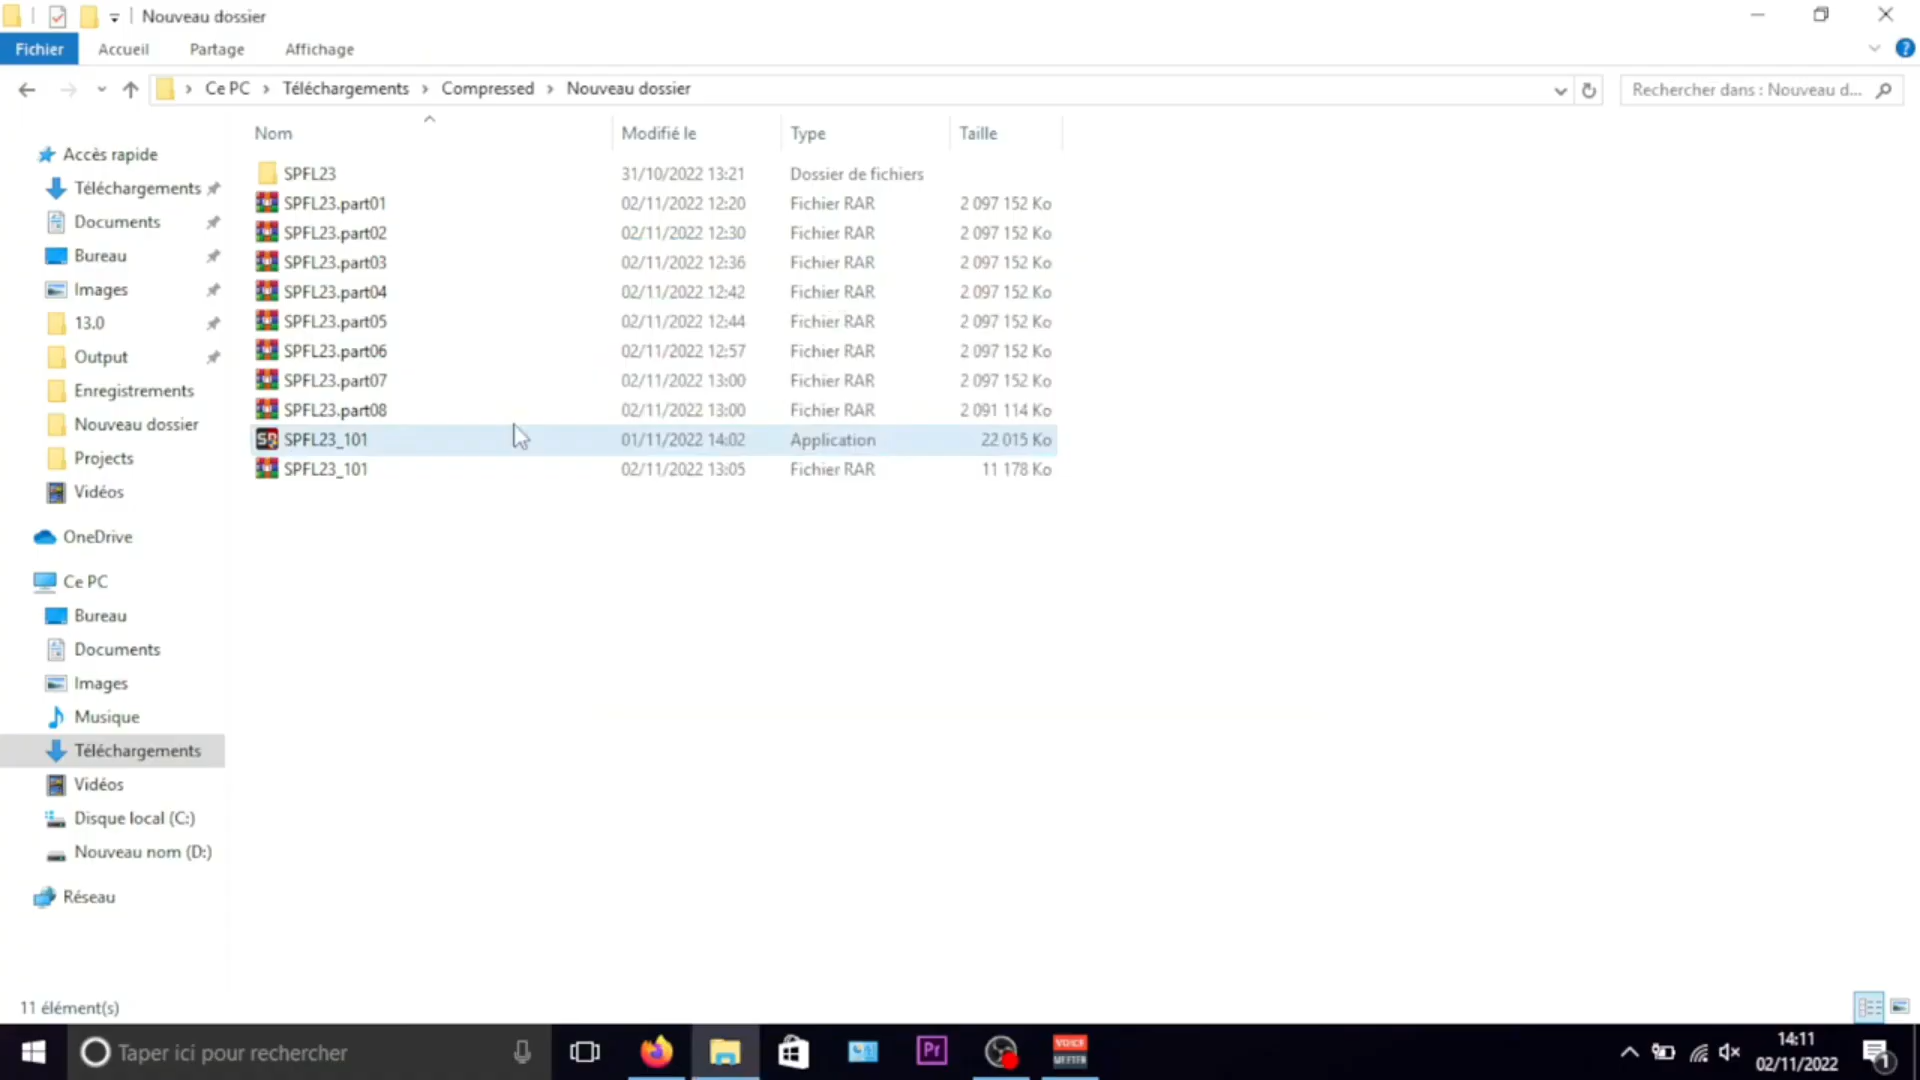 Nouveau dossier
Fichier Accueil Partage Affichage ?
Ce PC Téléchargements Compressed Nouveau dossier Rechercher dans : Nouveau d...
Nom Modifié le Type Taille
SPFL23 31/10/2022 13:21 Dossier de fichiers
SPFL23.part01 02/11/2022 12:20 Fichier RAR 2 097 152 Ko
SPFL23.part02 02/11/2022 12:30 Fichier RAR 2 097 152 Ko
SPFL23.part03 02/11/2022 12:36 Fichier RAR 2 097 152 Ko
SPFL23.part04 02/11/2022 12:42 Fichier RAR 2 097 152 Ko
SPFL23.part05 02/11/2022 12:44 Fichier RAR 2 097 152 Ko
SPFL23.part06 02/11/2022 12:57 Fichier RAR 2 097 152 Ko
SPFL23.part07 02/11/2022 13:00 Fichier RAR 2 097 152 Ko
SPFL23.part08 02/11/2022 13:00 Fichier RAR 2 091 114 Ko
SPFL23_101 01/11/2022 14:02 Application 22 015 Ko
SPFL23_101 02/11/2022 13:05 Fichier RAR 11 178 Ko
Accès rapide
Téléchargements
Documents
Bureau
Images
13.0
Output
Enregistrements
Nouveau dossier
Projects
Vidéos
OneDrive
Ce PC
Bureau
Documents
Images
Musique
Téléchargements
Vidéos
Disque local (C:)
Nouveau nom (D:)
Réseau
11 élément(s)
Taper ici pour rechercher
Pr
VOICE
MEETER
14:11
02/11/2022
1